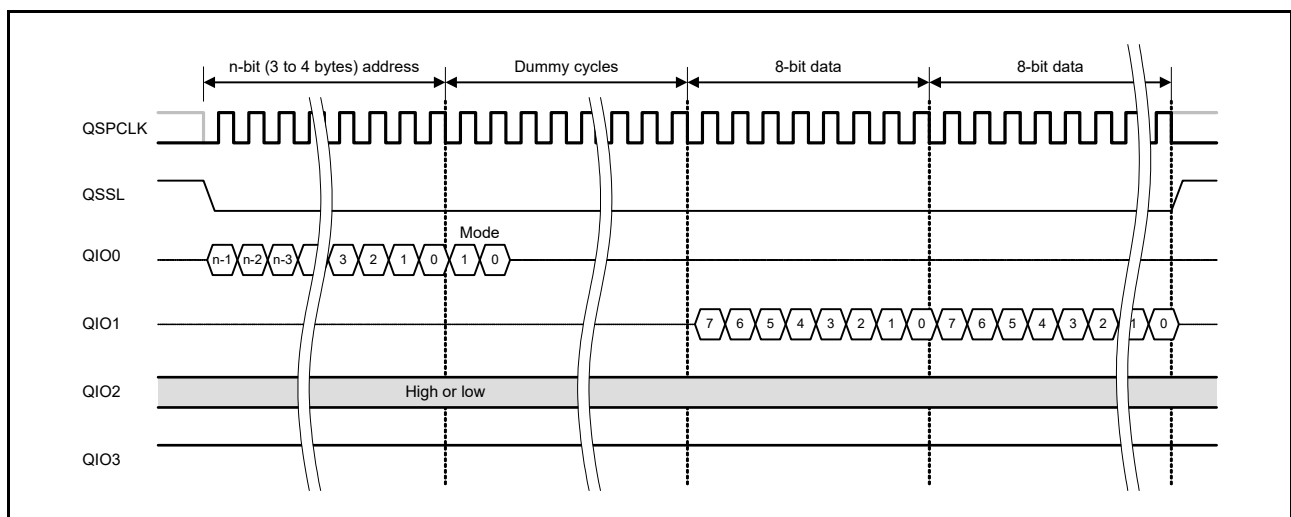 n-bit (3 to 4 bytes) address Dummy cycles 8-bit data 8-bit data
QSPCLK
QSSL
Mode
QIO0 n-1 n-2 n-3 3 2 1 0 1 0
QIO1 7 6 5 4 3 2 1 0 7 6 5 4 3 2 1 0
QIO2 High or low
QIO3